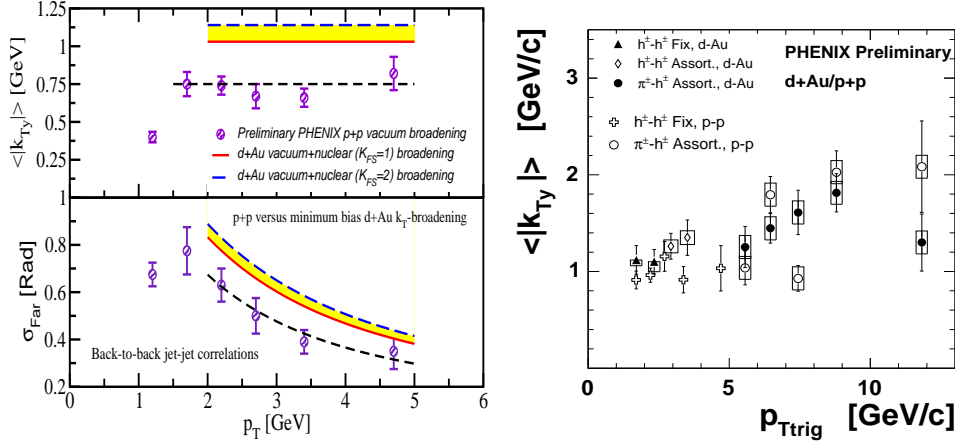 1.25
1
0.75
0.5
0.25
<|k_Ty|> [GeV]
Preliminary PHENIX p+p vacuum broadening
d+Au vacuum+nuclear (K_FS=1) broadening
d+Au vacuum+nuclear (K_FS=2) broadening
1
0.8
0.6
0.4
0.2
σ_Far [Rad]
p+p versus minimum bias d+Au k_T-broadening
Back-to-back jet-jet correlations
0 1 2 3 4 5 6
p_T [GeV]
h±-h± Fix, d-Au
h±-h± Assort., d-Au
π±-h± Assort., d-Au
h±-h± Fix, p-p
π±-h± Assort., p-p
PHENIX Preliminary
d+Au/p+p
<|k_Ty|> [GeV/c]
3
2
1
0 5 10
p_Ttrig [GeV/c]